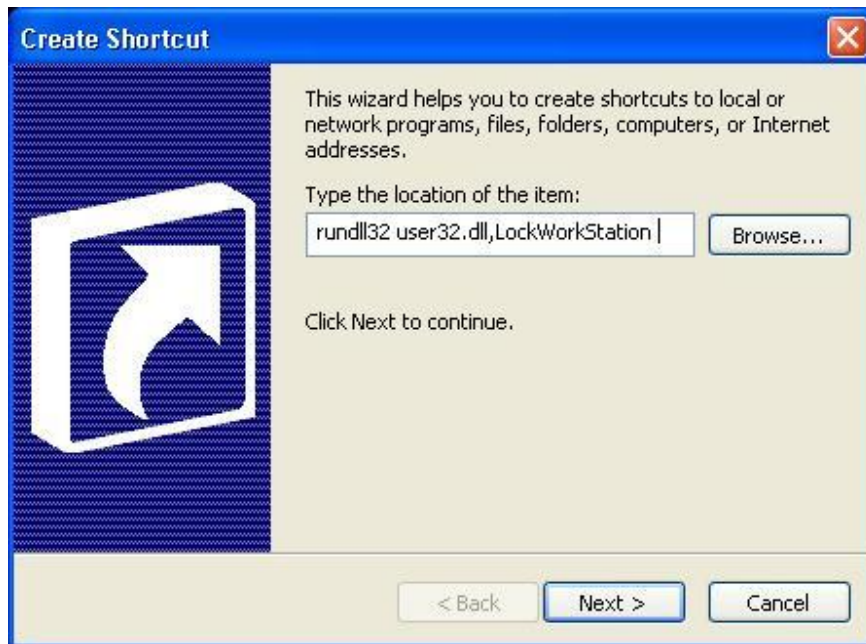 Create Shortcut
This wizard helps you to create shortcuts to local or
network programs, files, folders, computers, or Internet
addresses.
Type the location of the item:
rundll32 user32.dll,LockWorkStation
Browse...
Click Next to continue.
< Back
Next >
Cancel